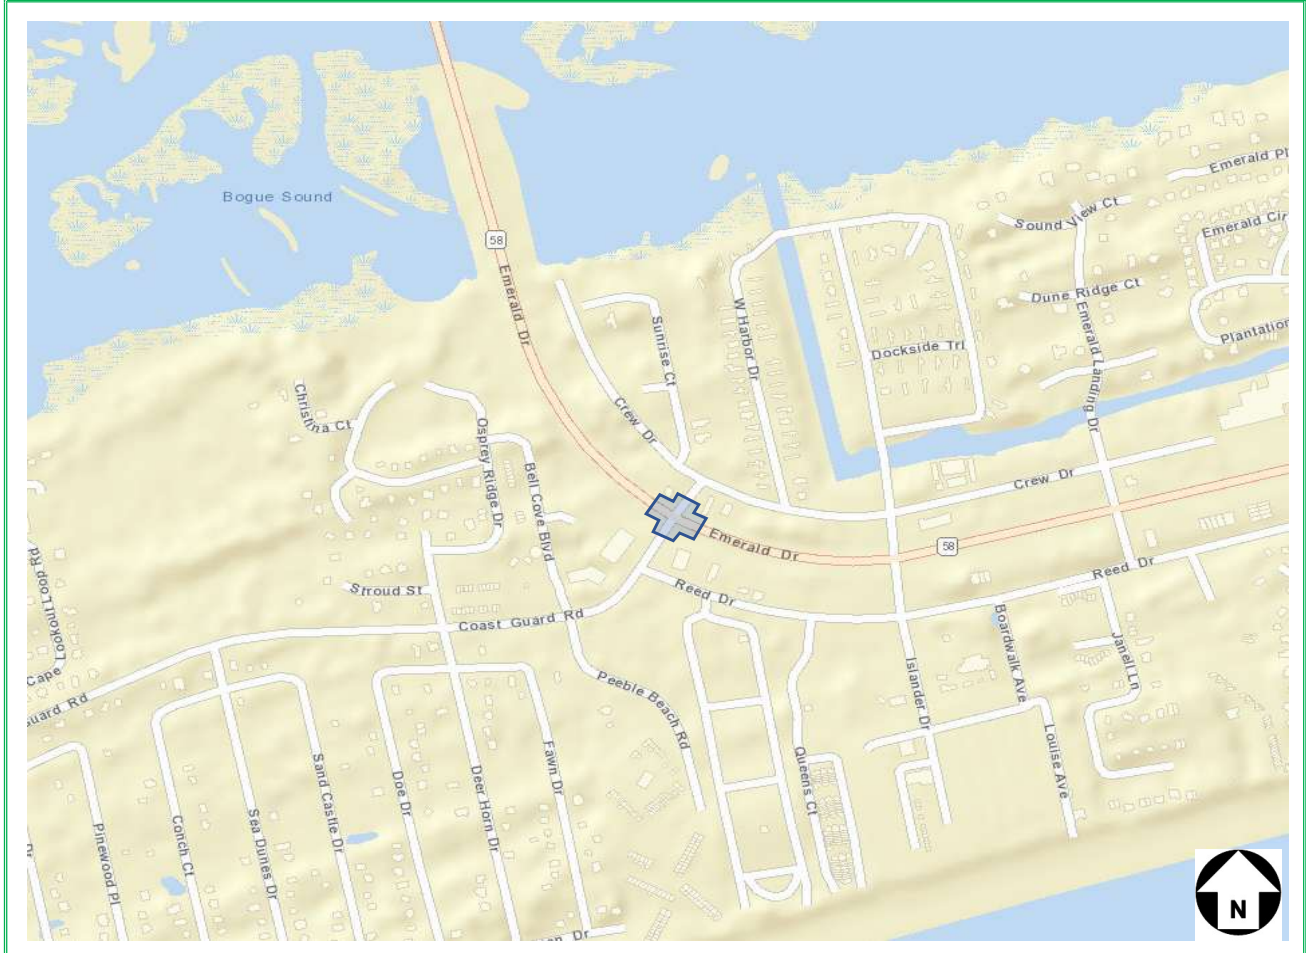 Emerald Pl
Sound View Ct
Emerald Cir
Bogue Sound
58
Emerald Dr
Dune Ridge Ct
W Harbor Dr
Sunrise Ct
Emerald Landing Dr
Plantation
Dockside Trl
Christina Ct
Crew Dr
Osprey Ridge Dr
Bell Cove Blvd
Crew Dr
Emerald Dr
58
Lookout Loop Rd
Stroud St
Reed Dr
Reed Dr
Coast Guard Rd
Boardwalk Ave
Janell Ln
Cape
Islander Dr
Peeble Beach Rd
uard Rd
Louise Ave
Queens Ct
Fawn Dr
Deer Horn Dr
Doe Dr
Sand Castle Dr
Sea Dunes Dr
Conch Ct
Pinewood Pl
Dr
Dr
N